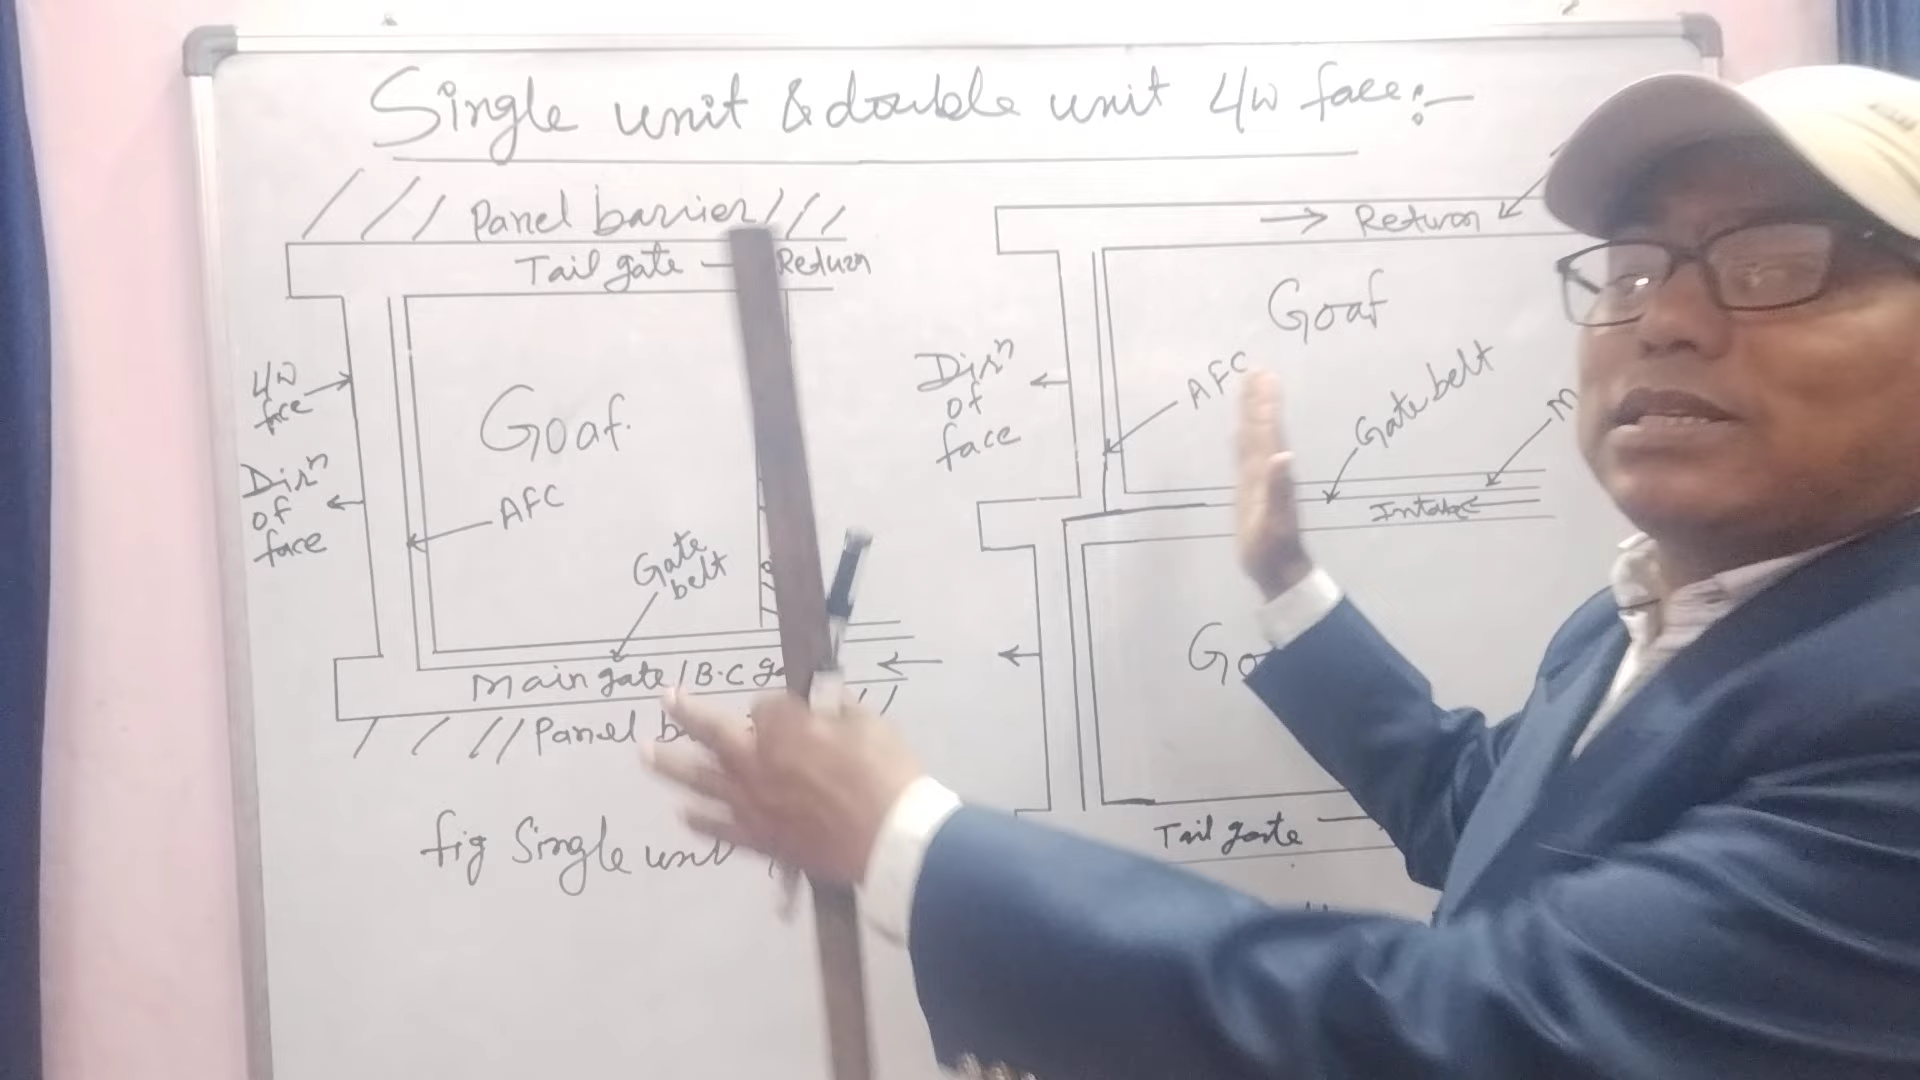 Single unit & double unit LW face:-
Panel barrier
Tail gate
Return
LW
face
Goaf.
Dirn
of
face
AFC
Gate
belt
Main gate / B.C
Panel
fig Single unit
Return
Goaf
Dirn
of
face
AFC
Gate belt
M
Intake
Tail gate